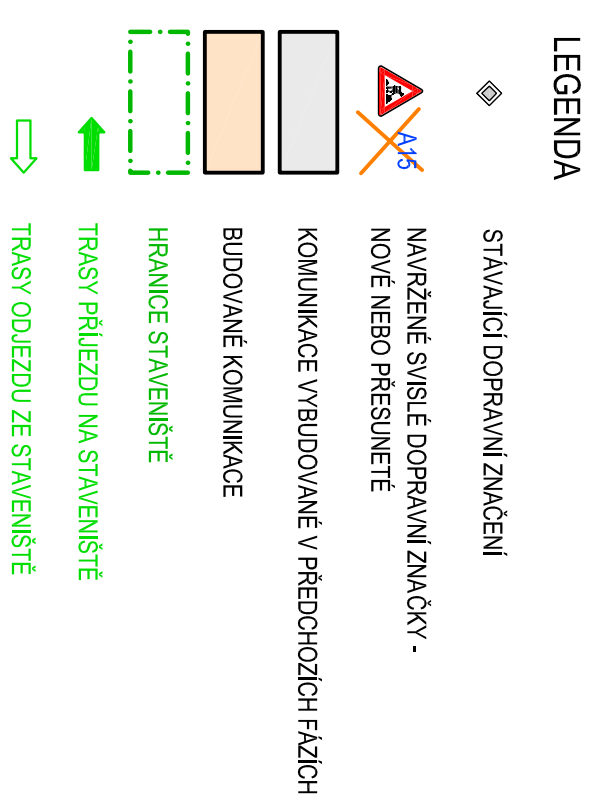 LEGENDA
STÁVAJÍCÍ DOPRAVNÍ ZNAČENÍ
A15
NAVRŽENÉ SVISLÉ DOPRAVNÍ ZNAČKY -
NOVÉ NEBO PŘESUNETÉ
KOMUNIKACE VYBUDOVANÉ V PŘEDCHOZÍCH FÁZÍCH
BUDOVANÉ KOMUNIKACE
HRANICE STAVENIŠTĚ
TRASY PŘÍJEZDU NA STAVENIŠTĚ
TRASY ODJEZDU ZE STAVENIŠTĚ